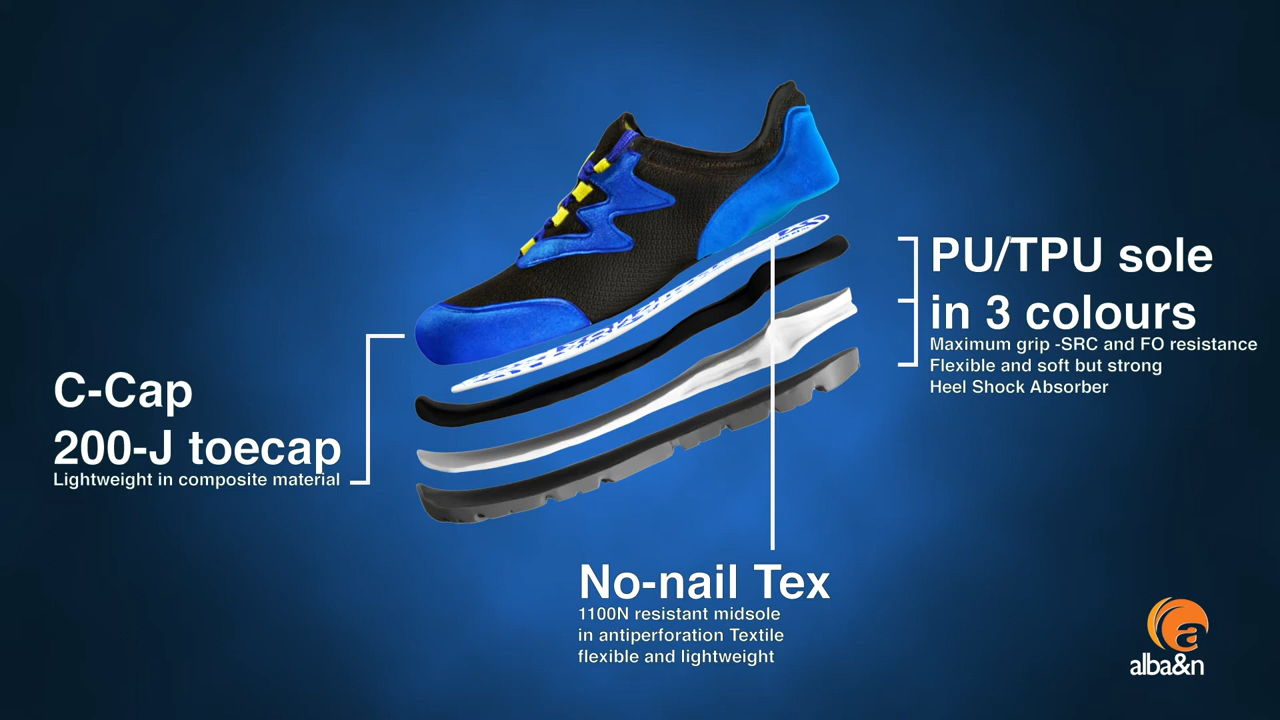 C-Cap
200-J toecap
Lightweight in composite material
PU/TPU sole
in 3 colours
Maximum grip -SRC and FO resistance
Flexible and soft but strong
Heel Shock Absorber
No-nail Tex
1100N resistant midsole
in antiperforation Textile
flexible and lightweight
a
alba&n